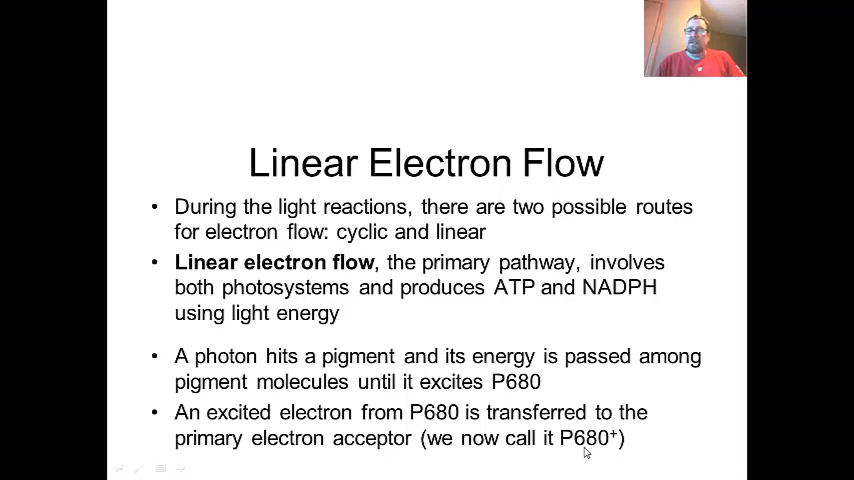 Linear Electron Flow
• During the light reactions, there are two possible routes
for electron flow: cyclic and linear
• Linear electron flow, the primary pathway, involves
both photosystems and produces ATP and NADPH
using light energy
• A photon hits a pigment and its energy is passed among
pigment molecules until it excites P680
• An excited electron from P680 is transferred to the
primary electron acceptor (we now call it P680⁺)